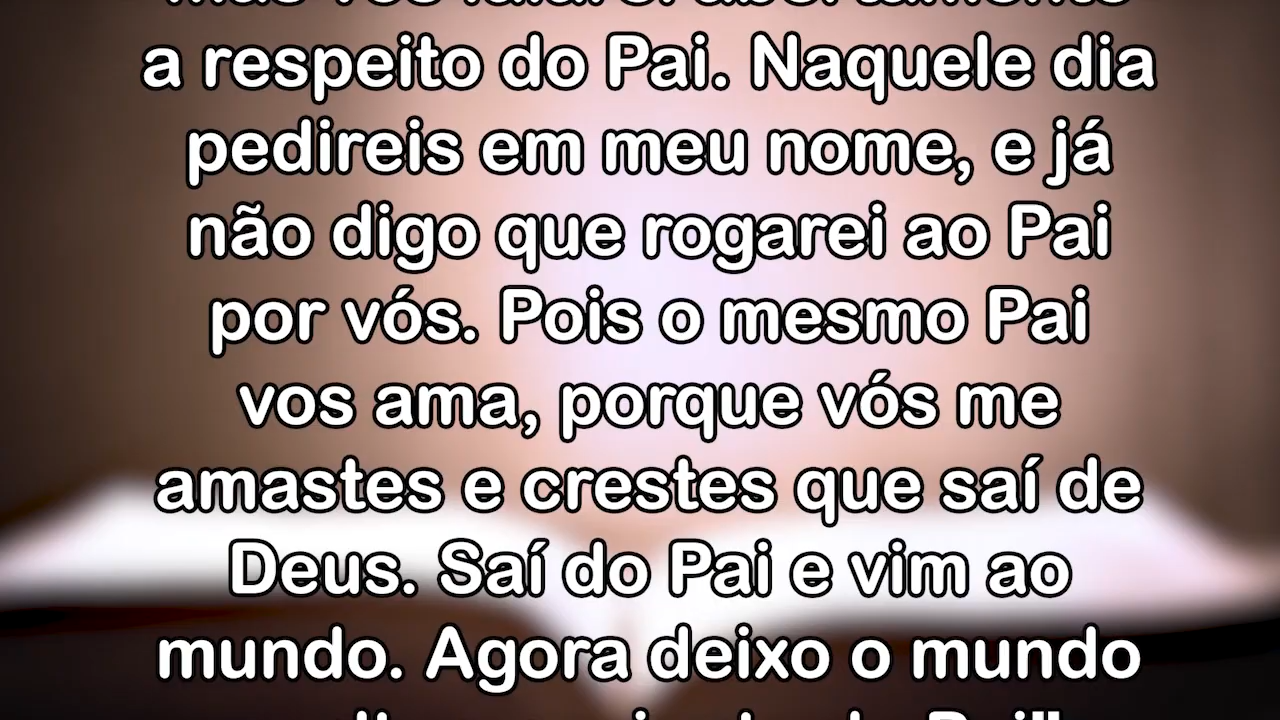 a respeito do Pai. Naquele dia
pedireis em meu nome, e já
não digo que rogarei ao Pai
por vós. Pois o mesmo Pai
vos ama, porque vós me
amastes e crestes que saí de
Deus. Saí do Pai e vim ao
mundo. Agora deixo o mundo